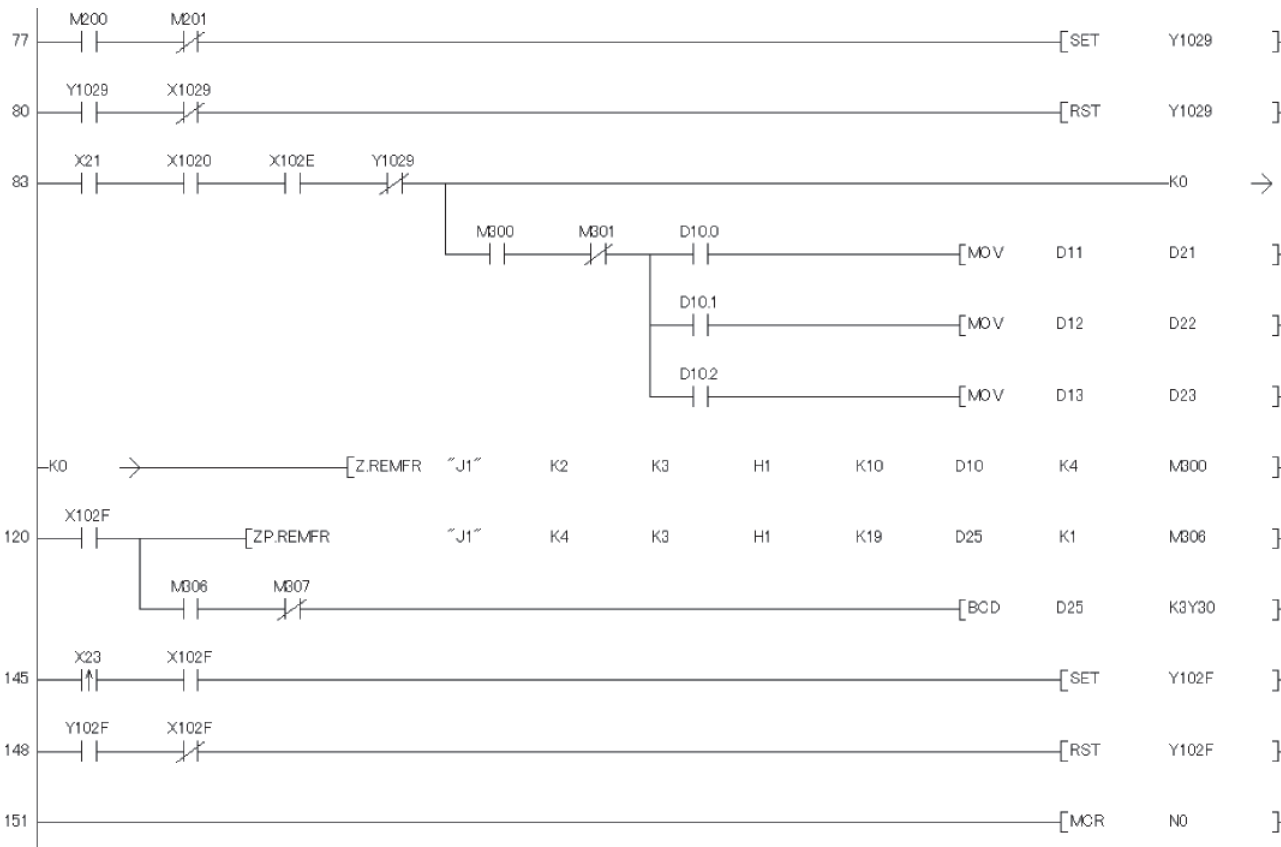 M200 M201
77 [SET Y1029 ]
Y1029 X1029
80 [RST Y1029 ]
X21 X1020 X102E Y1029
83 K0
M300 M301 D10.0
[MOV D11 D21 ]
D10.1
[MOV D12 D22 ]
D10.2
[MOV D13 D23 ]
K0 [Z.REMFR "J1" K2 K3 H1 K10 D10 K4 M300 ]
X102F
120 [ZP.REMFR "J1" K4 K3 H1 K19 D25 K1 M306 ]
M306 M307
[BCD D25 K3Y30 ]
X23 X102F
145 [SET Y102F ]
Y102F X102F
148 [RST Y102F ]
151 [MCR N0 ]